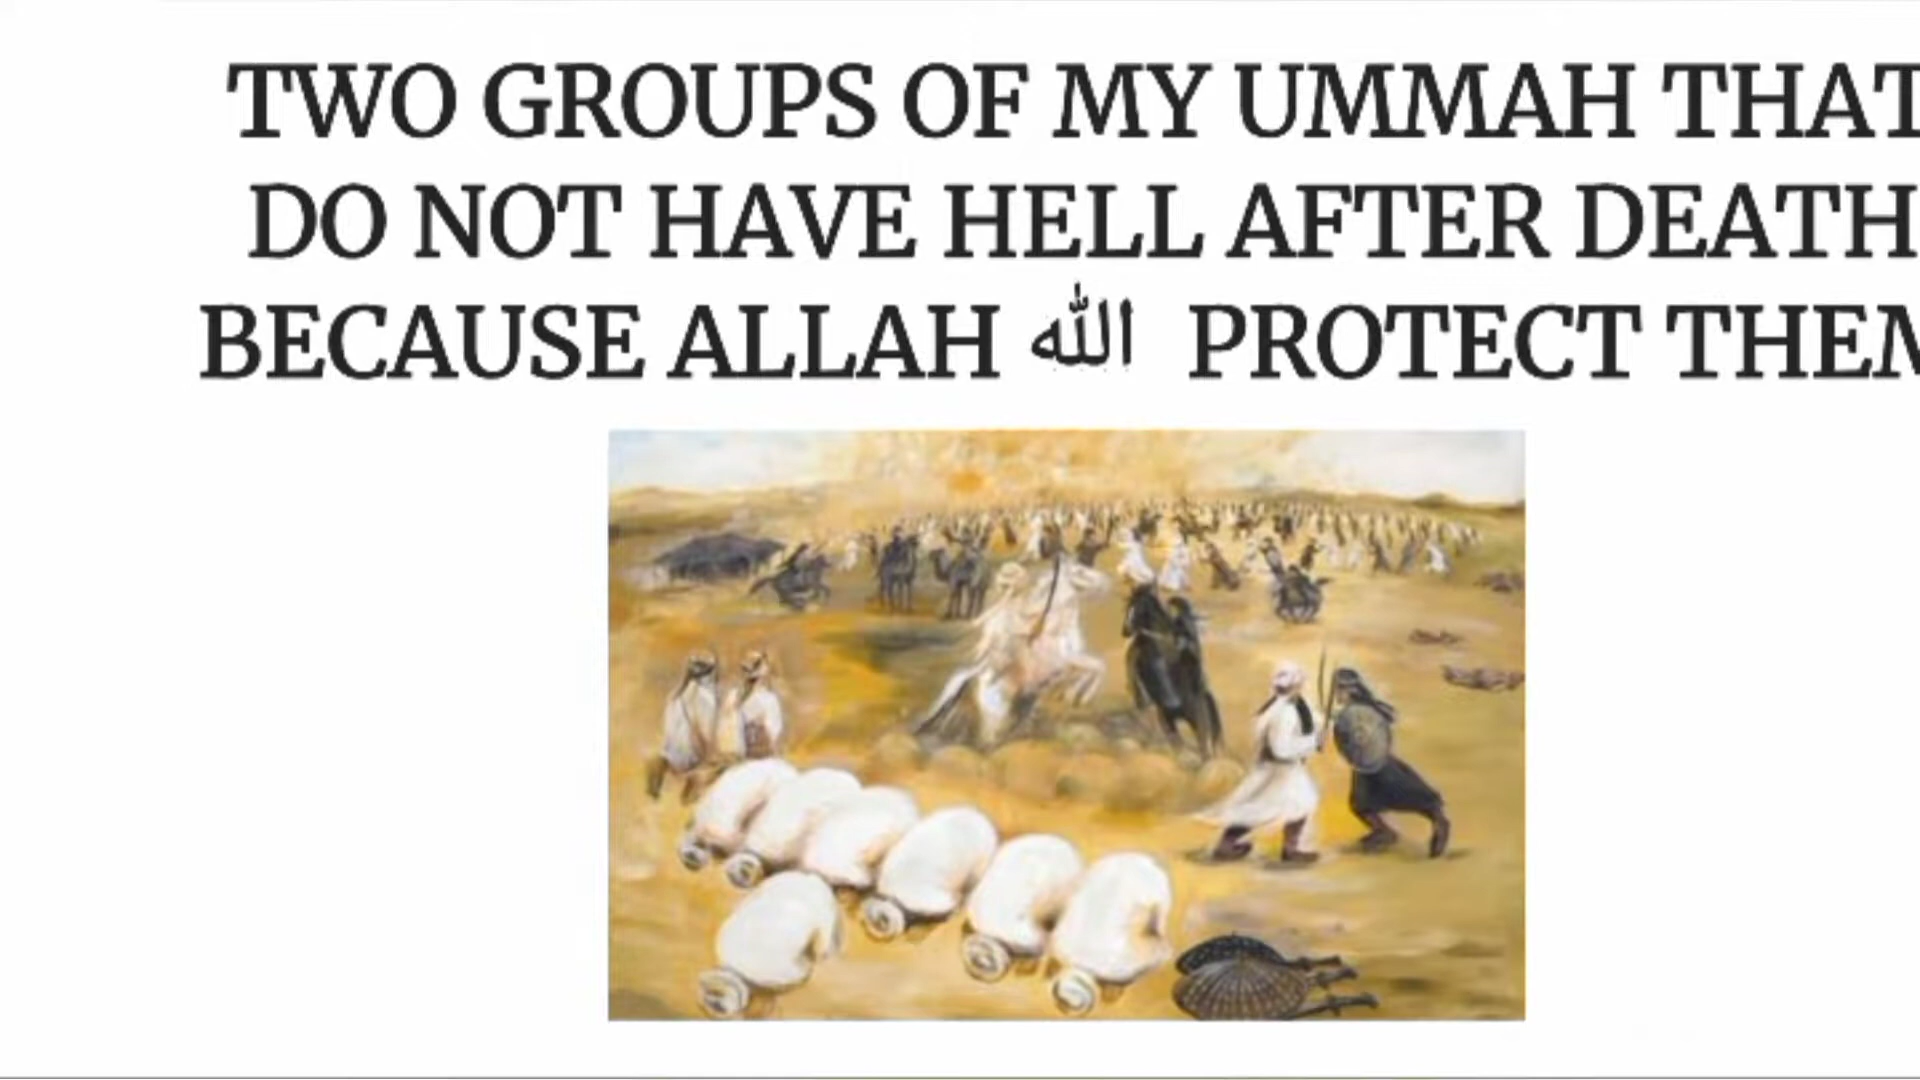 TWO GROUPS OF MY UMMAH THAT
DO NOT HAVE HELL AFTER DEATH
BECAUSE ALLAH الله PROTECT THEM